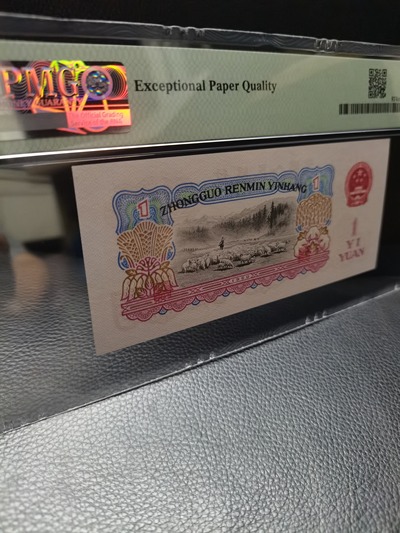 PMG
Exceptional Paper Quality
1
ZHONGGUO RENMIN YINHANG
1
1
YI
YUAN